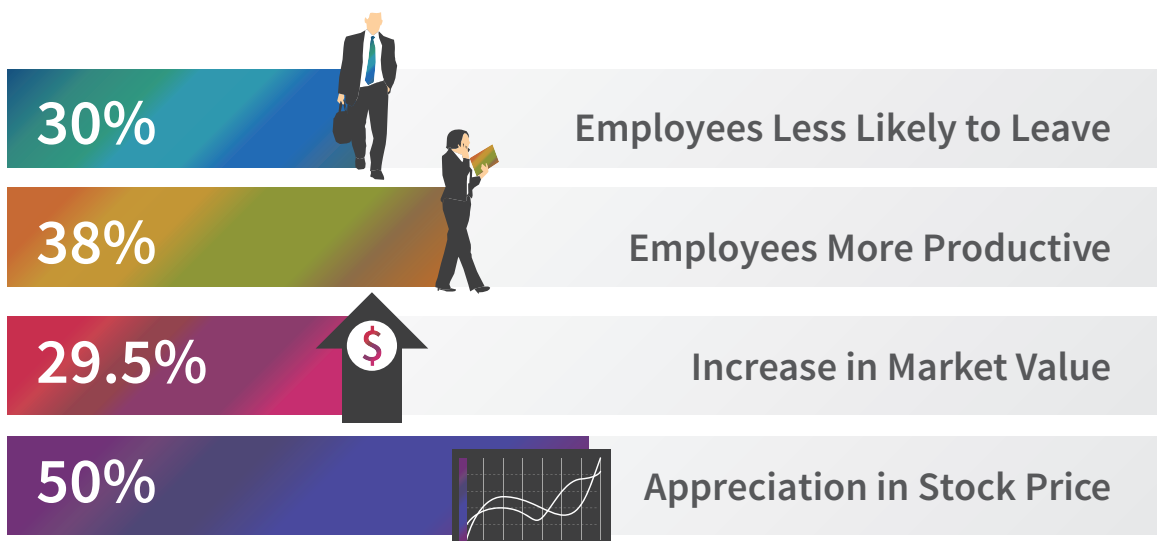 30% Employees Less Likely to Leave
38% Employees More Productive
$
29.5% Increase in Market Value
50% Appreciation in Stock Price